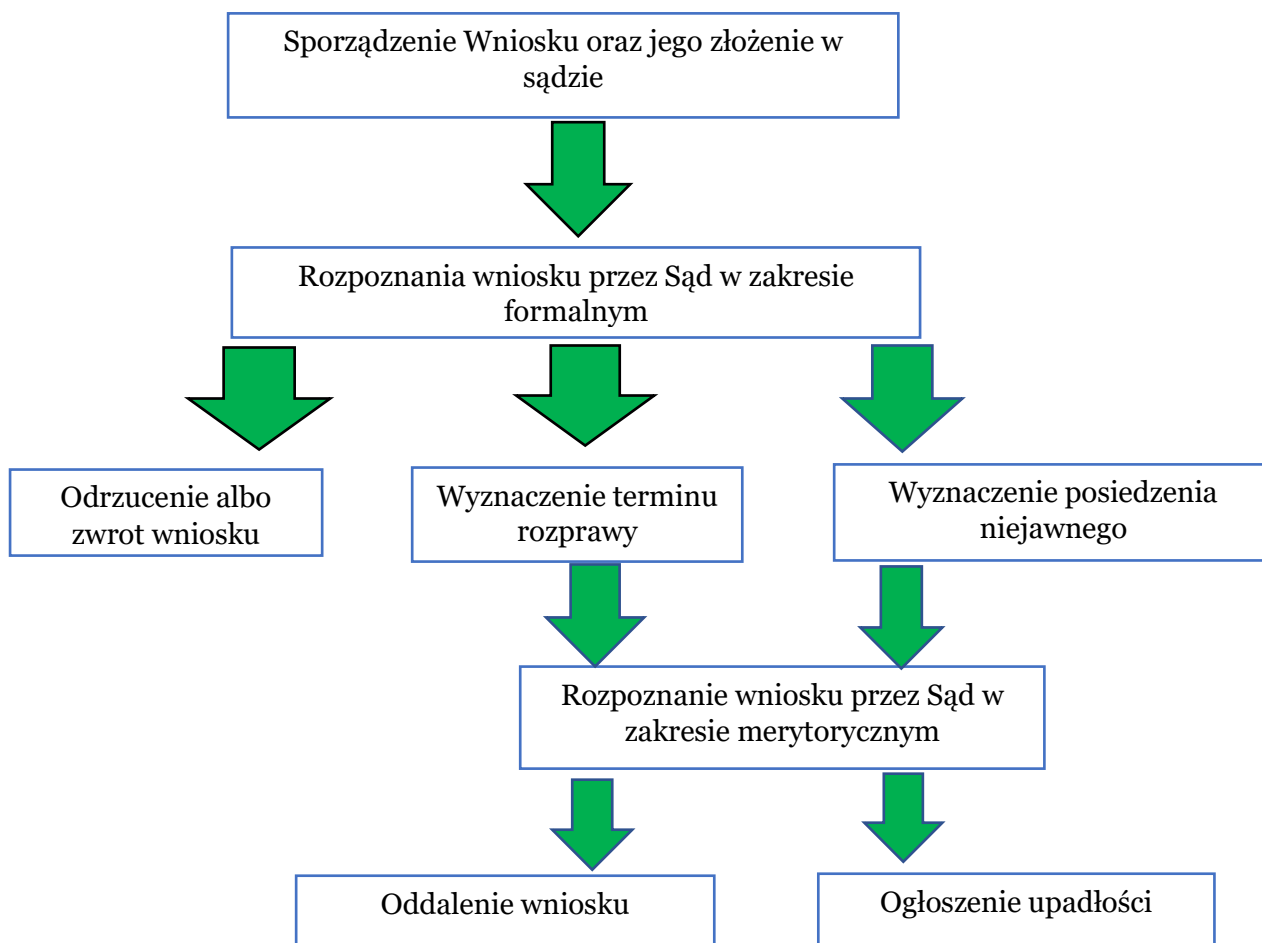 Sporządzenie Wniosku oraz jego złożenie w
sądzie
Rozpoznania wniosku przez Sąd w zakresie
formalnym
Odrzucenie albo
zwrot wniosku
Wyznaczenie terminu
rozprawy
Wyznaczenie posiedzenia
niejawnego
Rozpoznanie wniosku przez Sąd w
zakresie merytorycznym
Oddalenie wniosku
Ogłoszenie upadłości